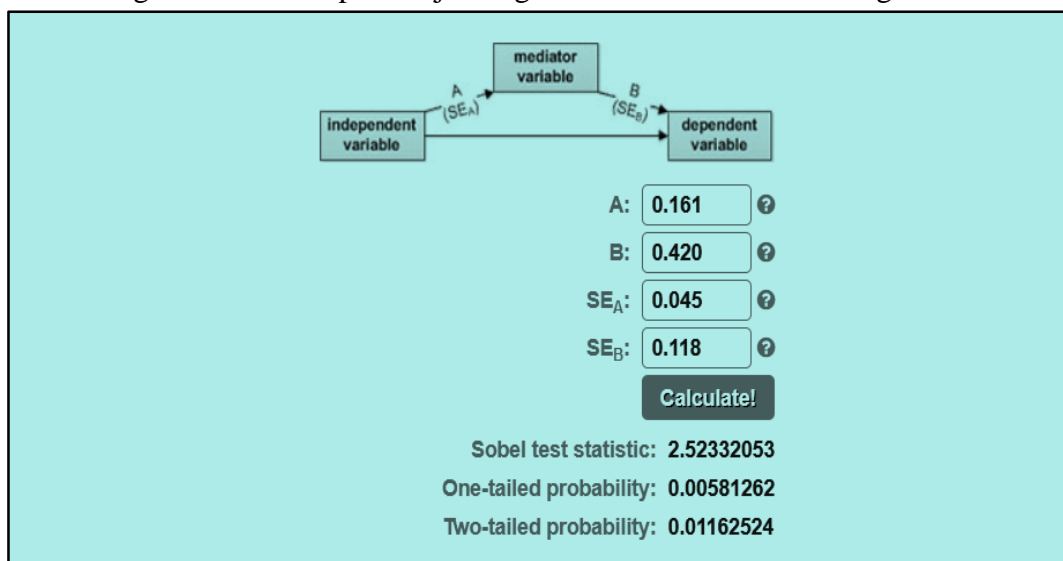 mediator
variable
A
(SEA)
B
(SEB)
independent
variable
dependent
variable
A: 0.161
B: 0.420
SEA: 0.045
SEB: 0.118
Calculate!
Sobel test statistic: 2.52332053
One-tailed probability: 0.00581262
Two-tailed probability: 0.01162524